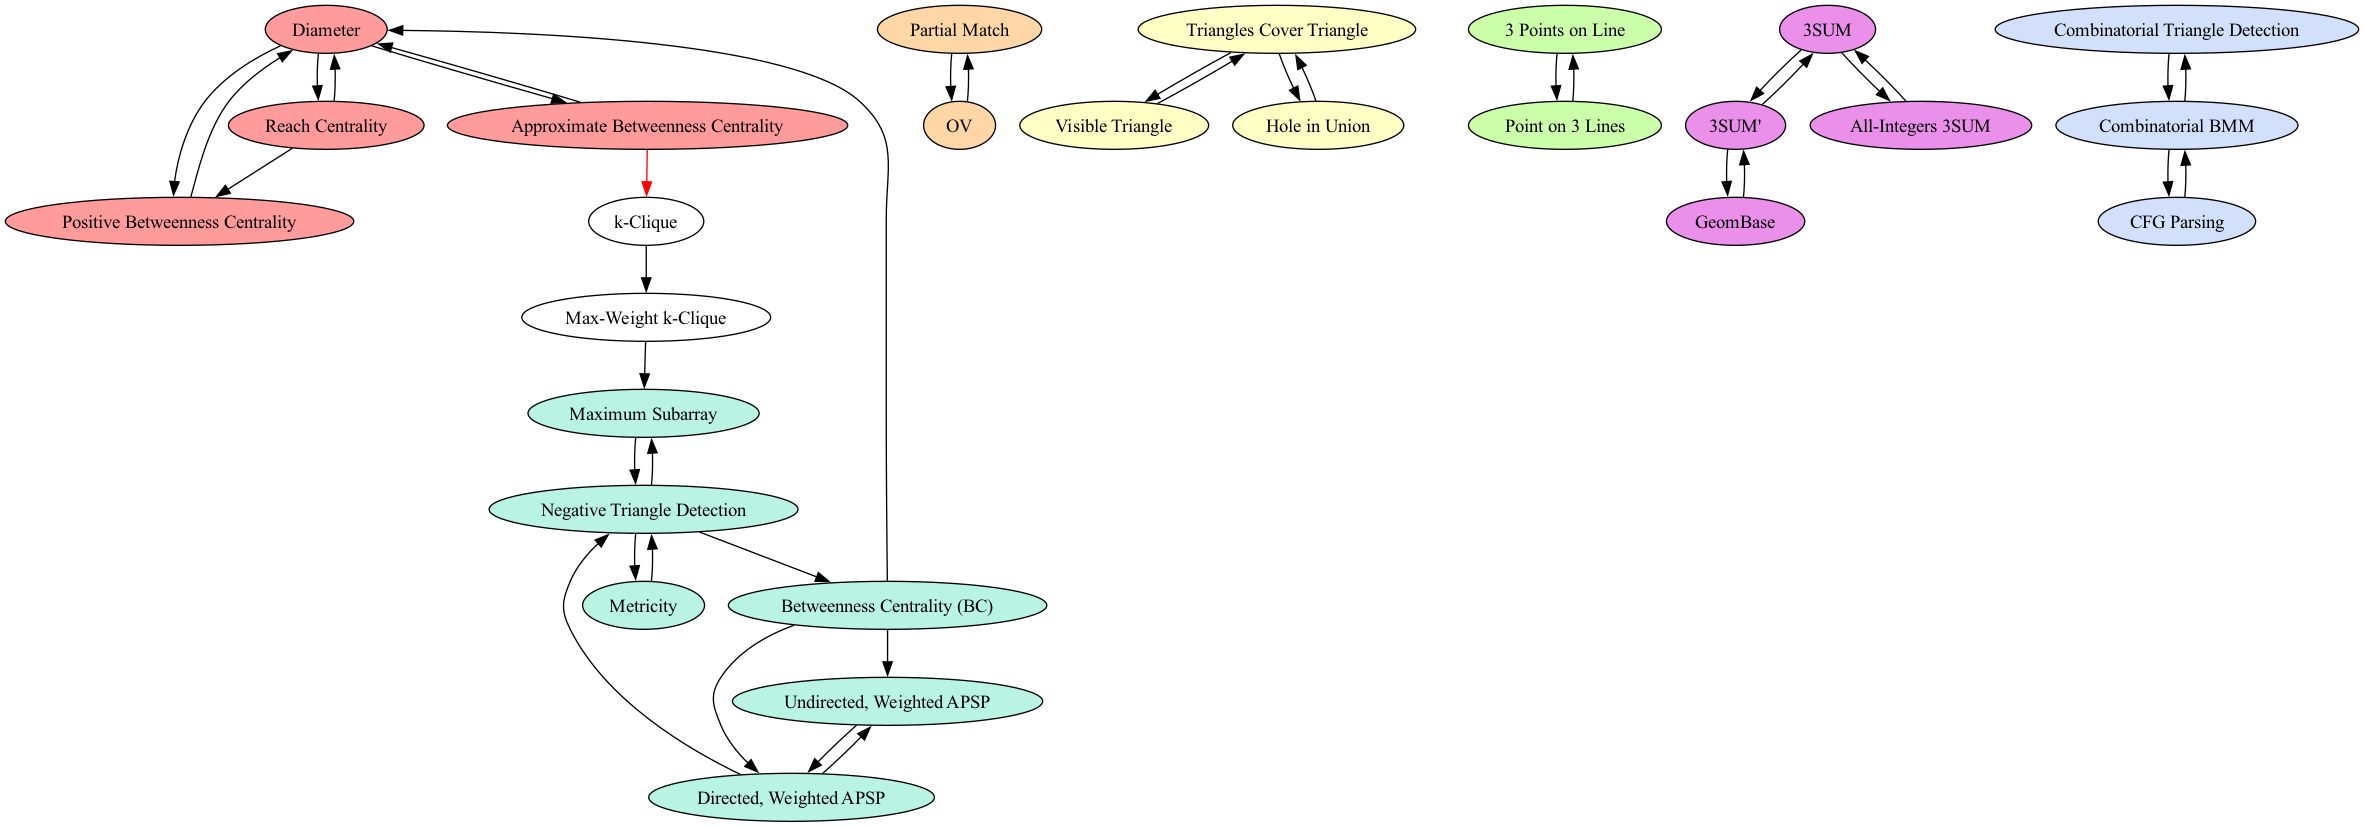 Diameter
Partial Match
Triangles Cover Triangle
3 Points on Line
3SUM
Combinatorial Triangle Detection
Reach Centrality
Approximate Betweenness Centrality
OV
Visible Triangle
Hole in Union
Point on 3 Lines
3SUM'
All-Integers 3SUM
Combinatorial BMM
Positive Betweenness Centrality
k-Clique
GeomBase
CFG Parsing
Max-Weight k-Clique
Maximum Subarray
Negative Triangle Detection
Metricity
Betweenness Centrality (BC)
Undirected, Weighted APSP
Directed, Weighted APSP